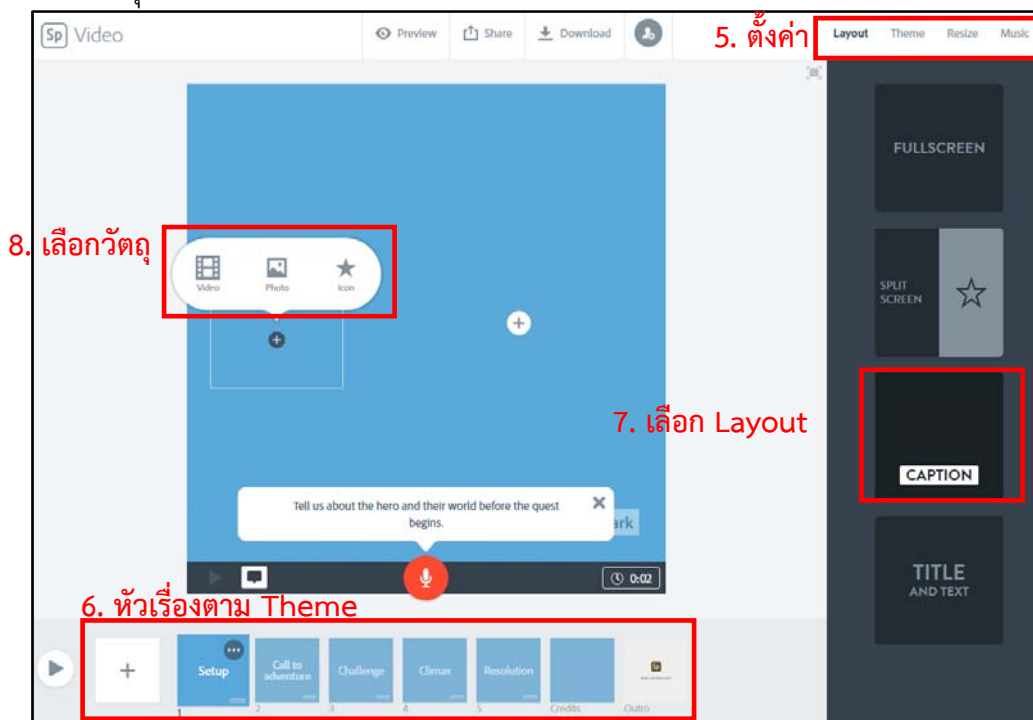 Sp Video
Preview
Share
Download
5. ตั้งค่า
Layout Theme Resize Music
FULLSCREEN
8. เลือกวัตถุ
Video Photo Icon
SPLIT
SCREEN
7. เลือก Layout
CAPTION
Tell us about the hero and their world before the quest
begins.
0:02
TITLE
AND TEXT
6. หัวเรื่องตาม Theme
Setup
Call to
adventure
Challenge
Climax
Resolution
1 2 3 4 5 Credits Outro